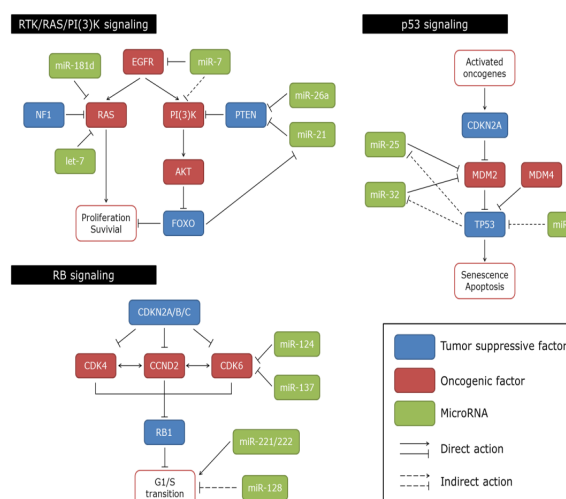 RTK/RAS/PI(3)K signaling
miR-181d
EGFR
miR-7
NF1
RAS
PI(3)K
PTEN
miR-26a
miR-21
let-7
AKT
Proliferation
Suvivial
FOXO
p53 signaling
Activated
oncogenes
CDKN2A
miR-25
MDM2
MDM4
miR-32
TP53
Senescence
Apoptosis
RB signaling
CDKN2A/B/C
CDK4
CCND2
CDK6
miR-124
miR-137
RB1
miR-221/222
G1/S
transition
miR-128
Tumor suppressive factor
Oncogenic factor
MicroRNA
Direct action
Indirect action